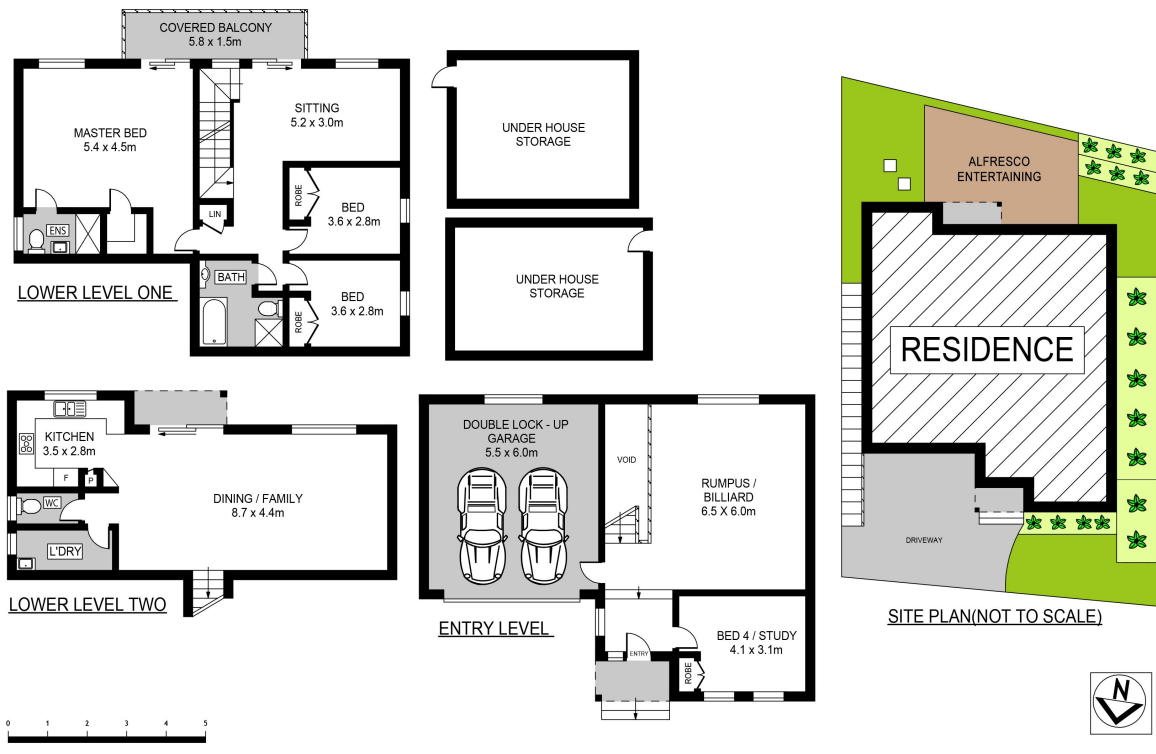 COVERED BALCONY
5.8 x 1.5m
MASTER BED
5.4 x 4.5m
SITTING
5.2 x 3.0m
ROBE
BED
3.6 x 2.8m
LIN
ENS
BATH
ROBE
BED
3.6 x 2.8m
LOWER LEVEL ONE
UNDER HOUSE
STORAGE
UNDER HOUSE
STORAGE
KITCHEN
3.5 x 2.8m
F
P
WC
L'DRY
DINING / FAMILY
8.7 x 4.4m
LOWER LEVEL TWO
DOUBLE LOCK - UP
GARAGE
5.5 x 6.0m
VOID
RUMPUS /
BILLIARD
6.5 X 6.0m
ENTRY
ROBE
BED 4 / STUDY
4.1 x 3.1m
ENTRY LEVEL
ALFRESCO
ENTERTAINING
RESIDENCE
DRIVEWAY
SITE PLAN(NOT TO SCALE)
N
0 1 2 3 4 5